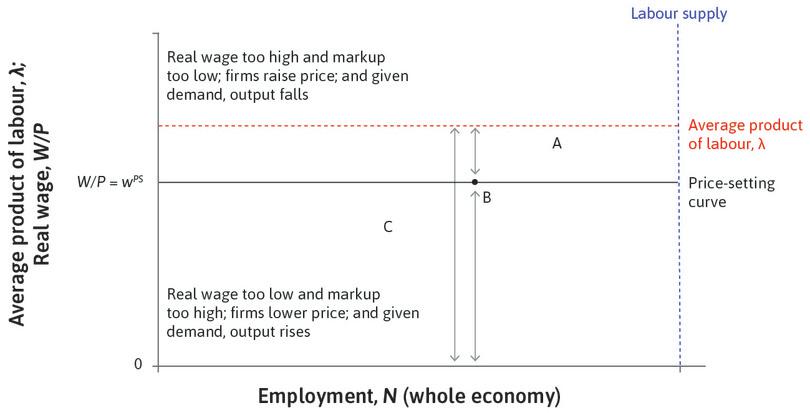 Labour supply
Real wage too high and markup
too low; firms raise price; and given
demand, output falls
Average product
of labour, λ
A
W/P = wᴾˢ
Price-setting
curve
B
C
Real wage too low and markup
too high; firms lower price; and given
demand, output rises
0
Average product of labour, λ;
Real wage, W/P
Employment, N (whole economy)